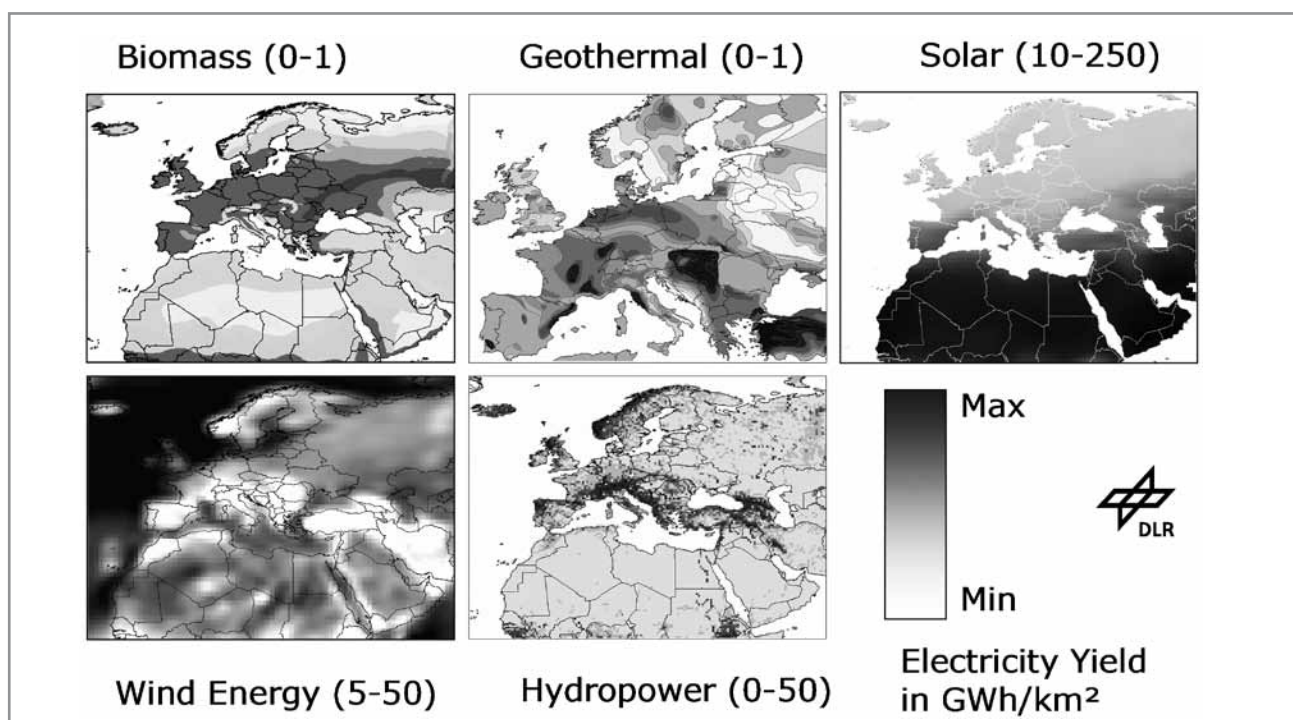 Biomass (0-1)
Geothermal (0-1)
Solar (10-250)
Max
Min
DLR
Wind Energy (5-50)
Hydropower (0-50)
Electricity Yield
in GWh/km²